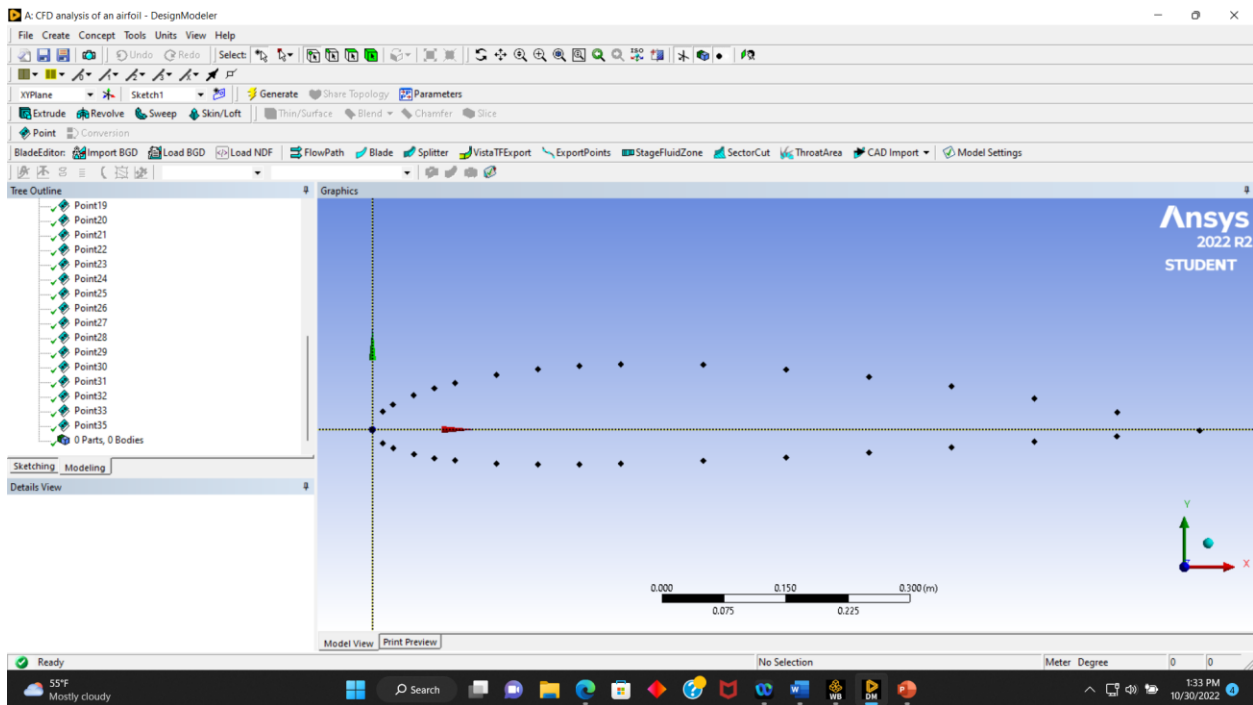 A: CFD analysis of an airfoil - DesignModeler
File Create Concept Tools Units View Help
Undo Redo Select:
XYPlane Sketch1 Generate Share Topology Parameters
Extrude Revolve Sweep Skin/Loft Thin/Surface Blend Chamfer Slice
Point Conversion
BladeEditor: Import BGD Load BGD Load NDF FlowPath Blade Splitter VistaTFExport ExportPoints StageFluidZone SectorCut ThroatArea CAD Import Model Settings
Tree Outline
Point19
Point20
Point21
Point22
Point23
Point24
Point25
Point26
Point27
Point28
Point29
Point30
Point31
Point32
Point33
Point35
0 Parts, 0 Bodies
Sketching Modeling
Details View
Graphics
Ansys
2022 R2
STUDENT
Y
X
0.000 0.150 0.300 (m)
0.075 0.225
Model View Print Preview
Ready No Selection Meter Degree 0 0
55°F
Mostly cloudy
Search
WB
DM
1:33 PM
10/30/2022
4